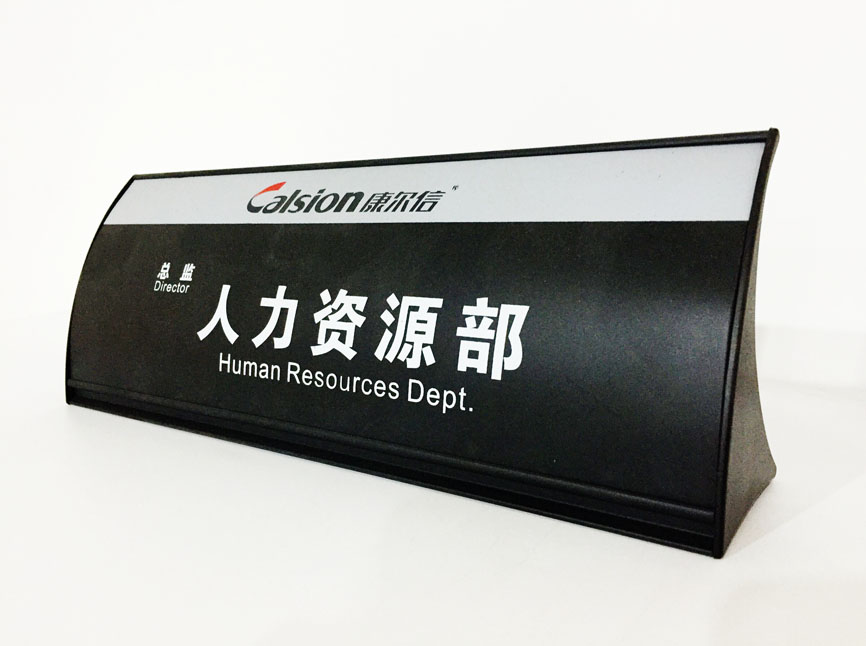 Calsion康尔信
总监
Director
人力资源部
Human Resources Dept.